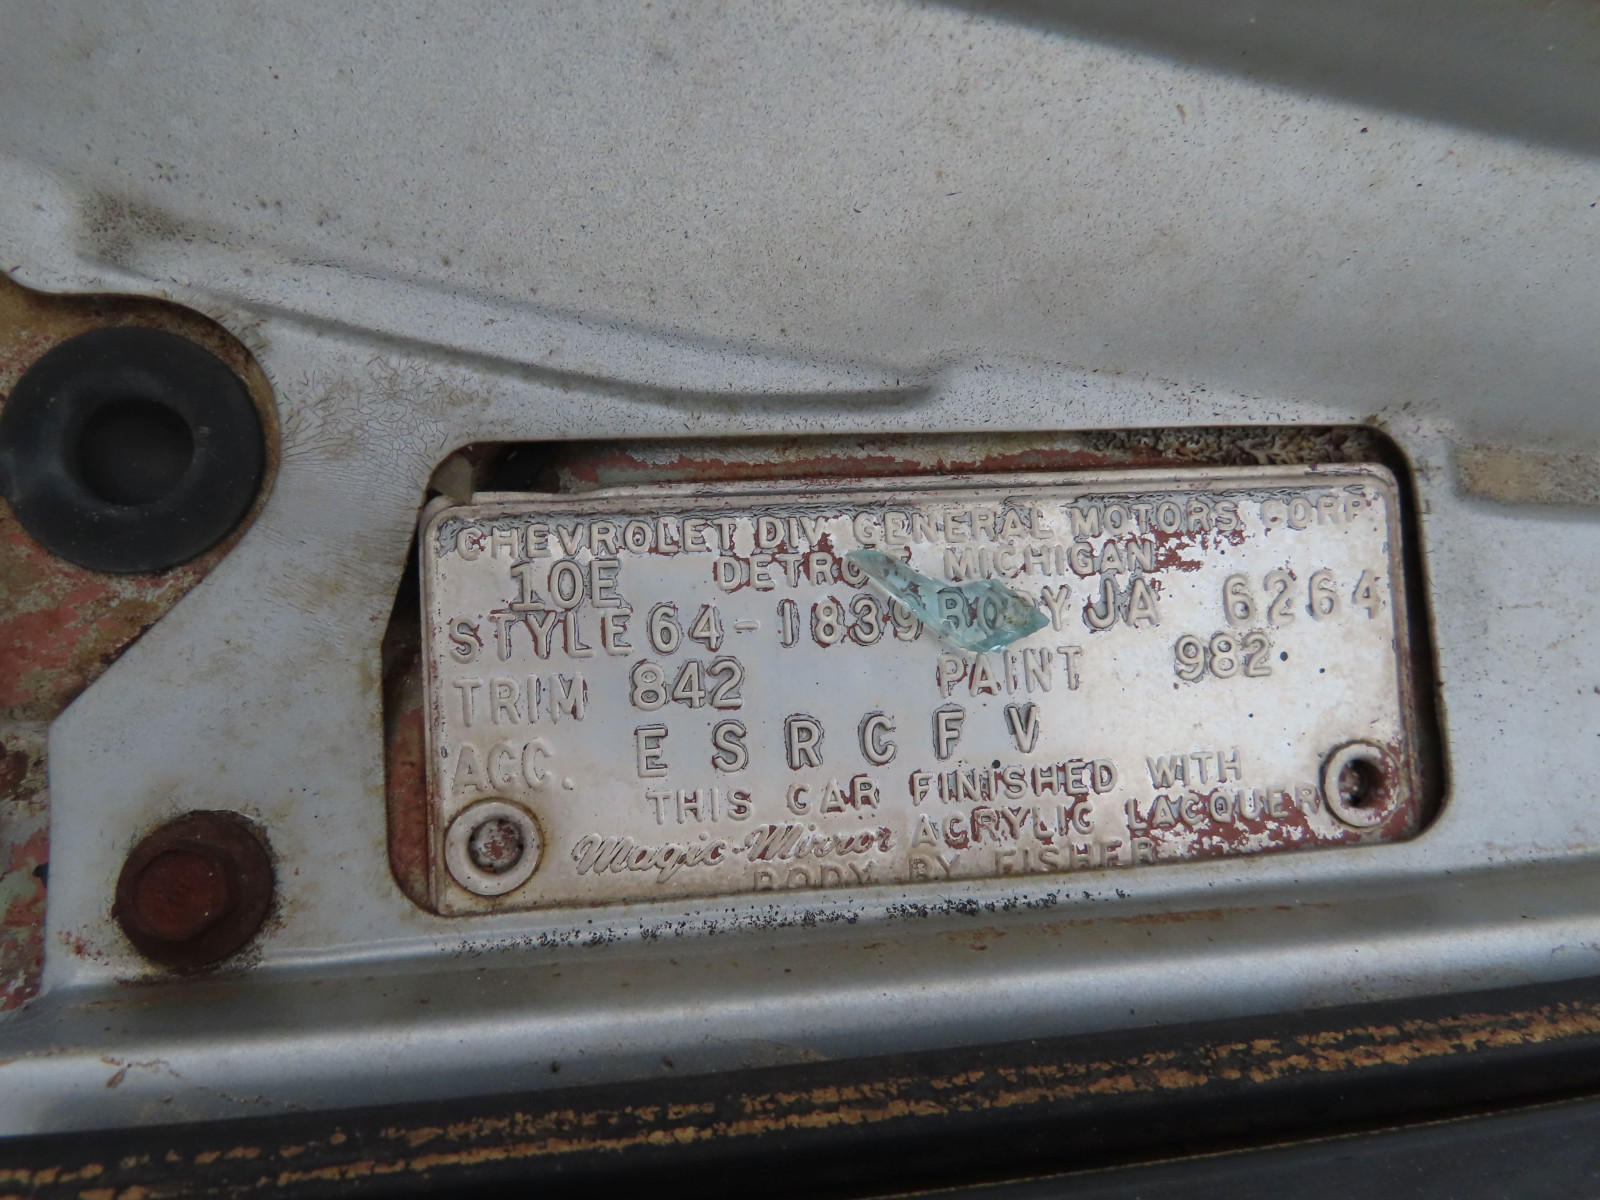 CHEVROLET DIV GENERAL MOTORS CORP
10E DETROIT MICHIGAN
STYLE 64-1839 BODY JA 6264
TRIM 842 PAINT 982
ACC. E S R C F V
THIS CAR FINISHED WITH
Magic-Mirror ACRYLIC LACQUER
BODY BY FISHER